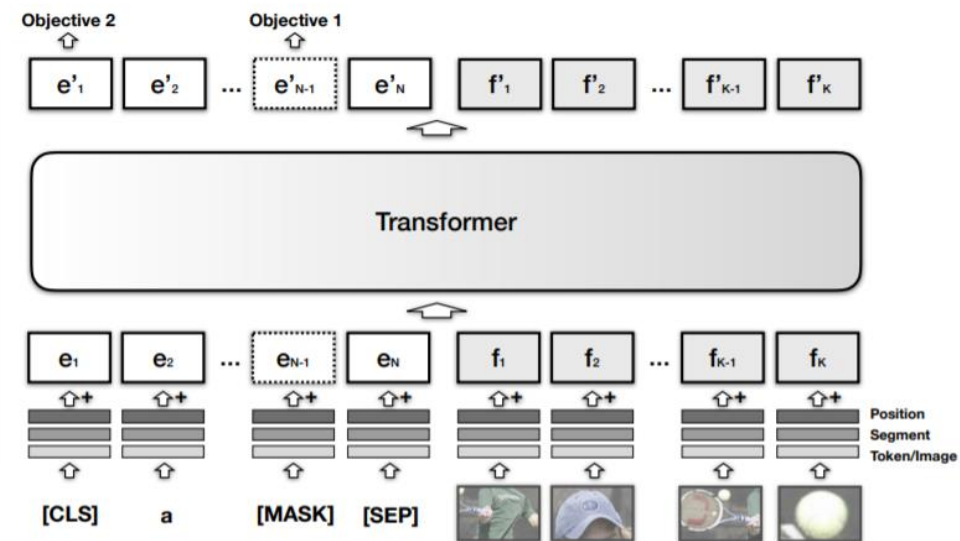 Objective 2 Objective 1
e'1 e'2 ... e'N-1 e'N f'1 f'2 ... f'K-1 f'K
Transformer
e1 e2 ... eN-1 eN f1 f2 ... fK-1 fK
+ + + + + + + +
Position
Segment
Token/Image
[CLS] a [MASK] [SEP]